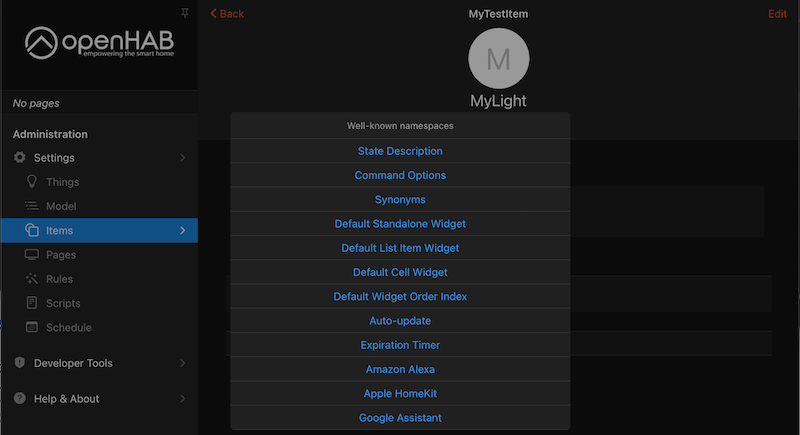 openHAB
empowering the smart home
No pages
Administration
Settings
Things
Model
Items
Pages
Rules
Scripts
Schedule
Developer Tools
Help & About
Back
MyTestItem
Edit
M
MyLight
Well-known namespaces
State Description
Command Options
Synonyms
Default Standalone Widget
Default List Item Widget
Default Cell Widget
Default Widget Order Index
Auto-update
Expiration Timer
Amazon Alexa
Apple HomeKit
Google Assistant